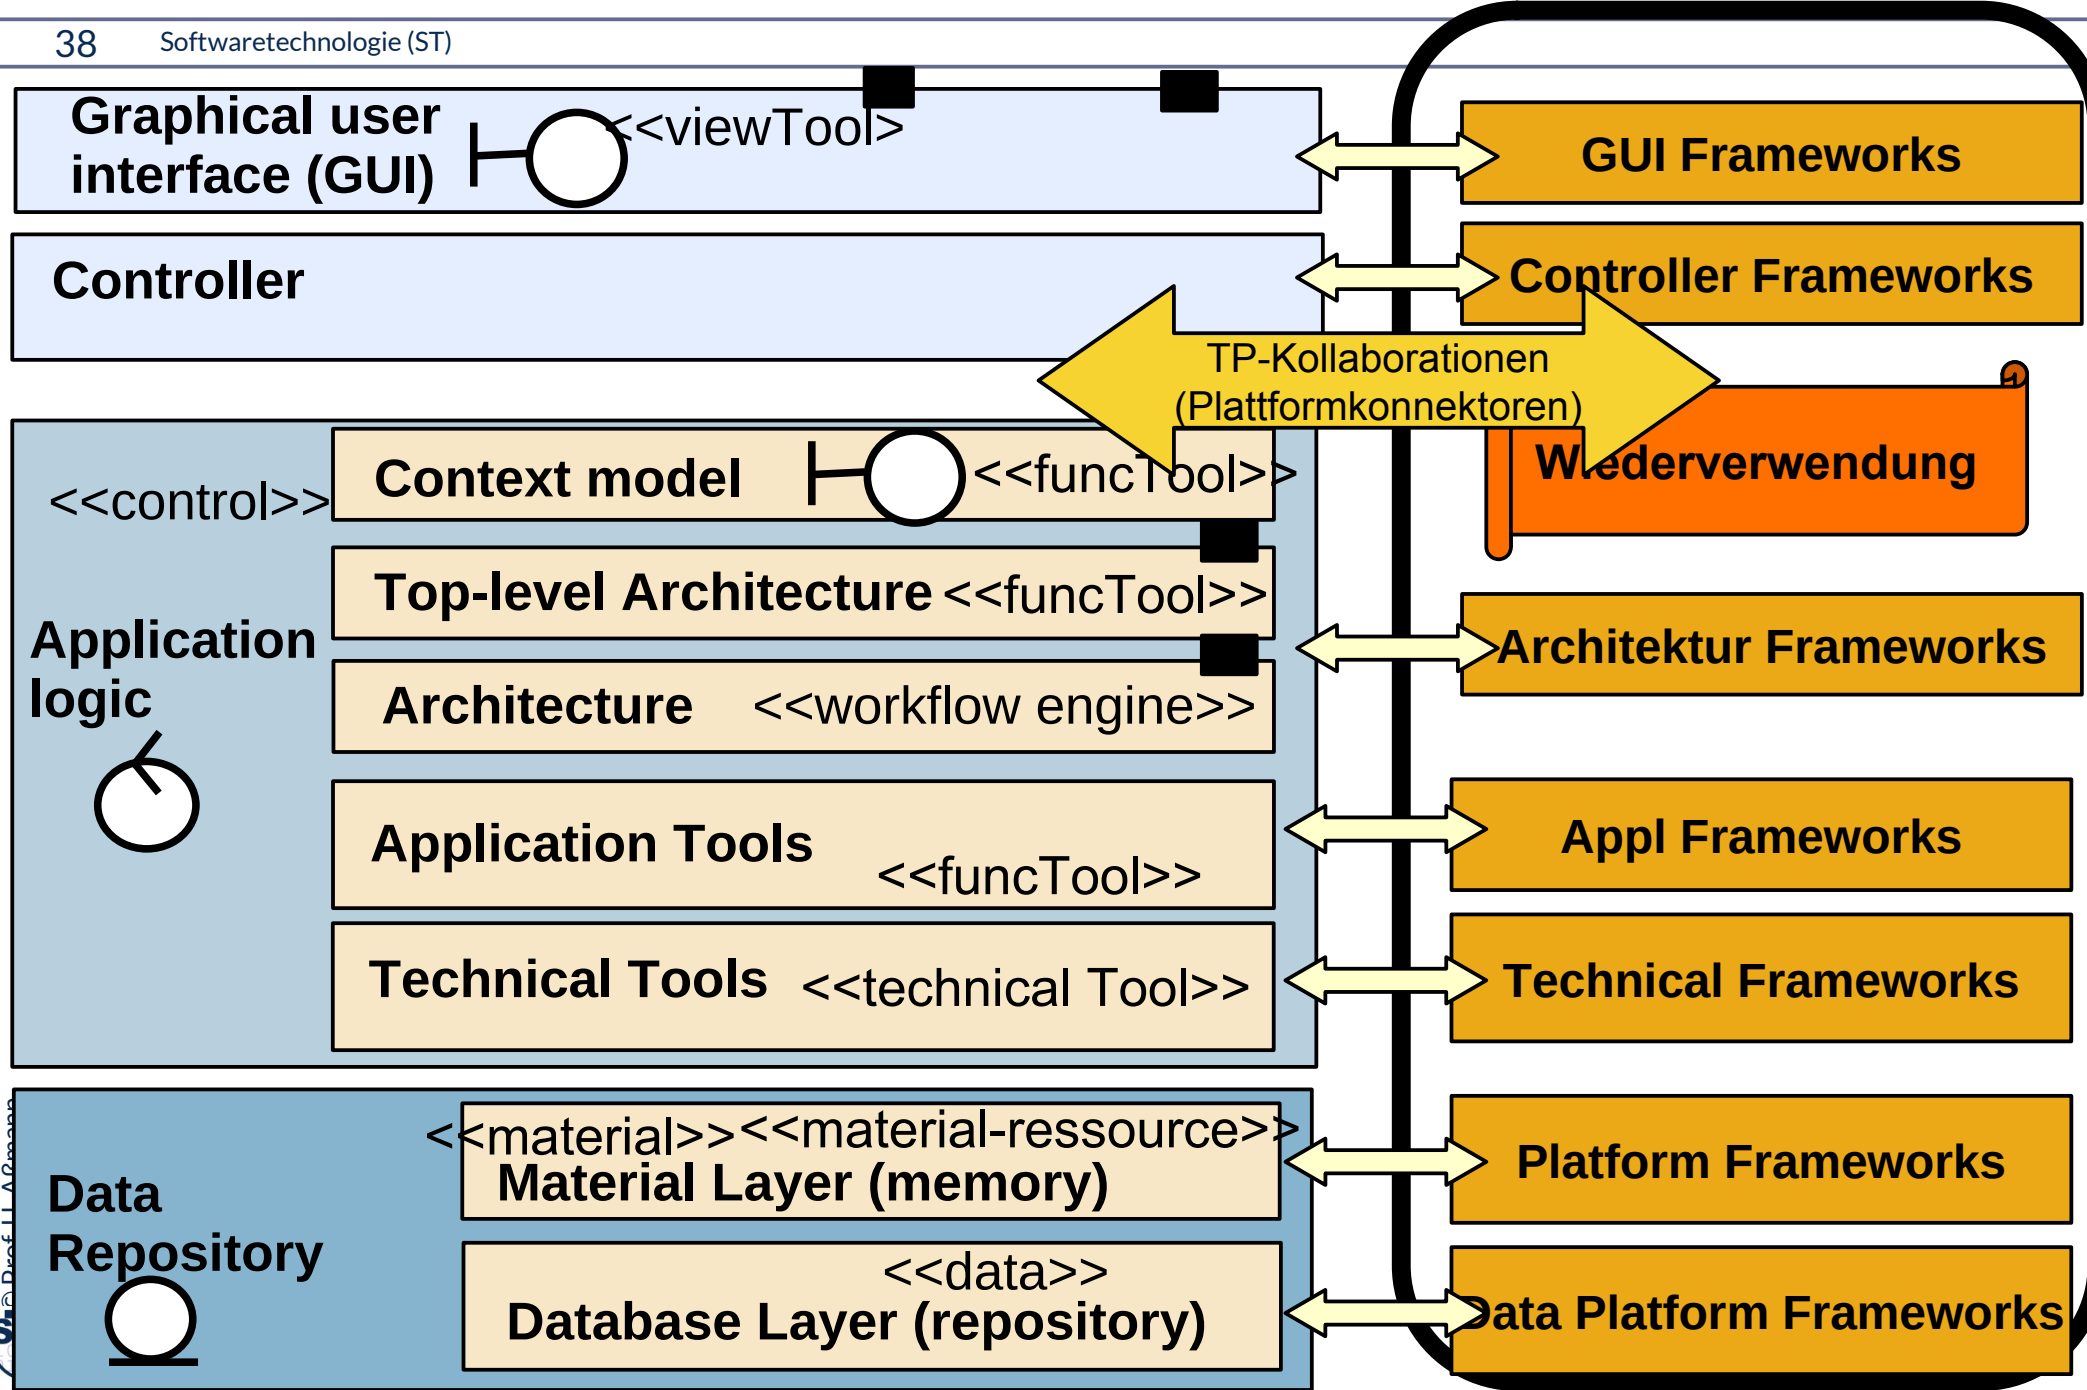 38 Softwaretechnologie (ST)
Graphical user
interface (GUI)
<<viewTool>
GUI Frameworks
Controller
Controller Frameworks
TP-Kollaborationen
(Plattformkonnektoren)
Wiederverwendung
<<control>>
Context model <<funcTool>>
Top-level Architecture <<funcTool>>
Application
logic
Architektur Frameworks
Architecture <<workflow engine>>
Application Tools
<<funcTool>>
Appl Frameworks
Technical Tools <<technical Tool>>
Technical Frameworks
<<material>> <<material-ressource>>
Material Layer (memory)
Platform Frameworks
Data
Repository
<<data>>
Database Layer (repository)
Data Platform Frameworks
© Prof. U. Aßmann